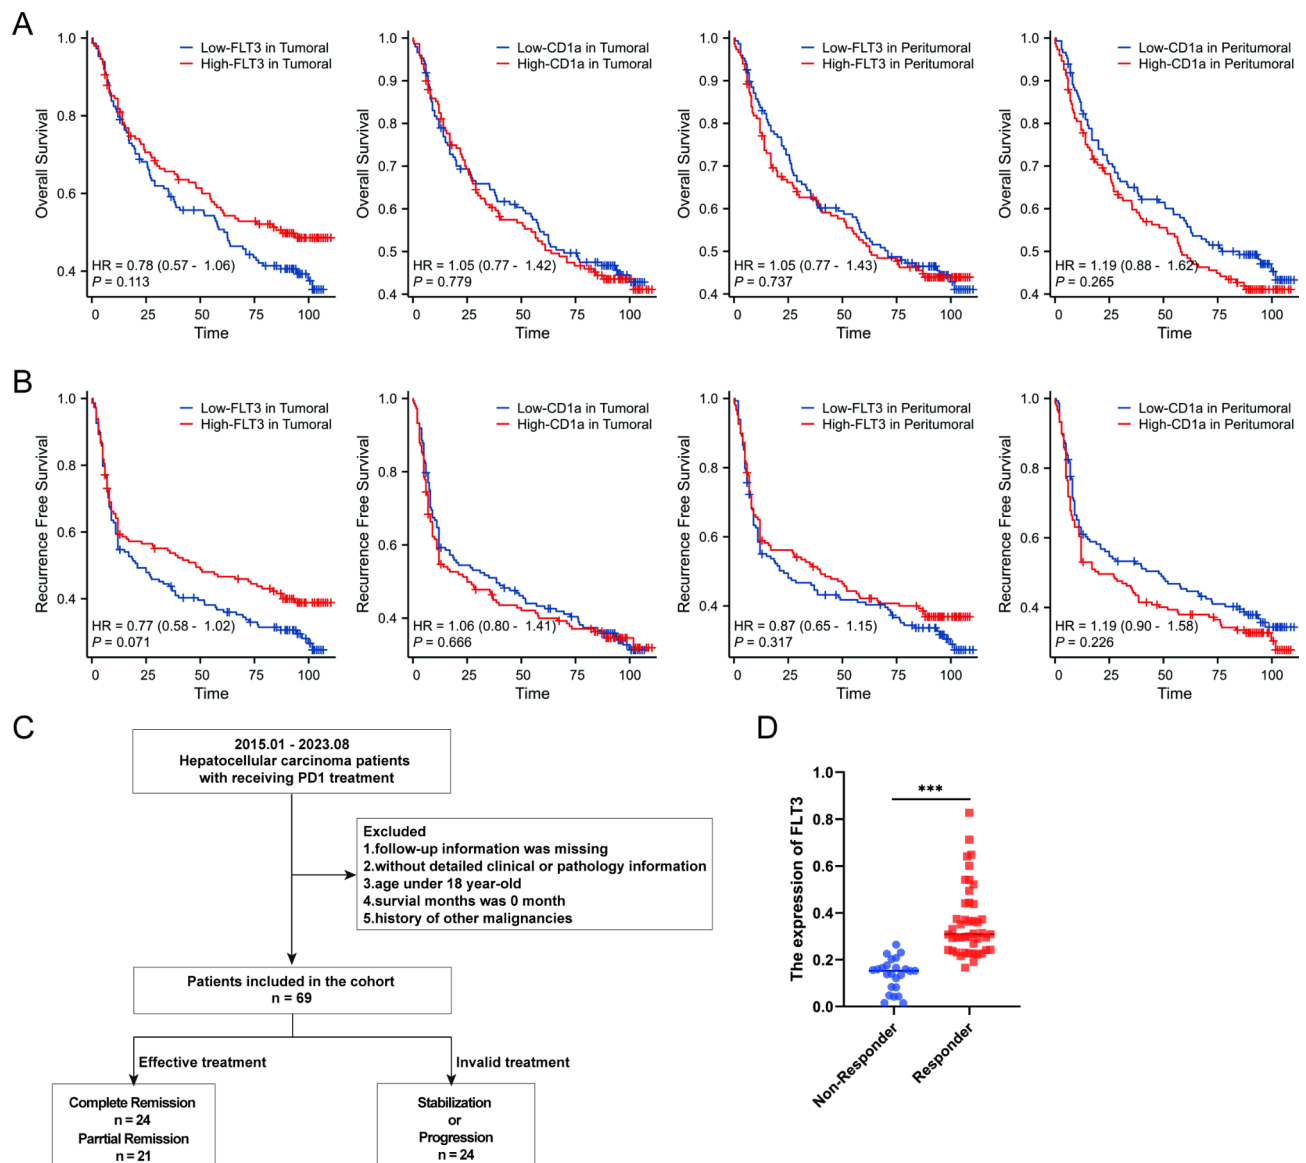 A
Overall Survival
1.0
0.8
0.6
0.4
Low-FLT3 in Tumoral
High-FLT3 in Tumoral
HR = 0.78 (0.57 - 1.06)
P = 0.113
0 25 50 75 100
Time
Overall Survival
1.0
0.9
0.8
0.7
0.6
0.5
0.4
Low-CD1a in Tumoral
High-CD1a in Tumoral
HR = 1.05 (0.77 - 1.42)
P = 0.779
0 25 50 75 100
Time
Overall Survival
1.0
0.9
0.8
0.7
0.6
0.5
0.4
Low-FLT3 in Peritumoral
High-FLT3 in Peritumoral
HR = 1.05 (0.77 - 1.43)
P = 0.737
0 25 50 75 100
Time
Overall Survival
1.0
0.9
0.8
0.7
0.6
0.5
0.4
Low-CD1a in Peritumoral
High-CD1a in Peritumoral
HR = 1.19 (0.88 - 1.62)
P = 0.265
0 25 50 75 100
Time
B
Recurrence Free Survival
1.0
0.8
0.6
0.4
Low-FLT3 in Tumoral
High-FLT3 in Tumoral
HR = 0.77 (0.58 - 1.02)
P = 0.071
0 25 50 75 100
Time
Recurrence Free Survival
1.0
0.9
0.8
0.7
0.6
0.5
0.4
Low-CD1a in Tumoral
High-CD1a in Tumoral
HR = 1.06 (0.80 - 1.41)
P = 0.666
0 25 50 75 100
Time
Recurrence Free Survival
1.0
0.8
0.6
0.4
Low-FLT3 in Peritumoral
High-FLT3 in Peritumoral
HR = 0.87 (0.65 - 1.15)
P = 0.317
0 25 50 75 100
Time
Recurrence Free Survival
1.0
0.8
0.6
0.4
Low-CD1a in Peritumoral
High-CD1a in Peritumoral
HR = 1.19 (0.90 - 1.58)
P = 0.226
0 25 50 75 100
Time
C
2015.01 - 2023.08
Hepatocellular carcinoma patients
with receiving PD1 treatment
Excluded
1.follow-up information was missing
2.without detailed clinical or pathology information
3.age under 18 year-old
4.survial months was 0 month
5.history of other malignancies
Patients included in the cohort
n = 69
Effective treatment
Invalid treatment
Complete Remission
n = 24
Parrtial Remission
n = 21
Stabilization
or
Progression
n = 24
D
The expression of FLT3
1.0
0.8
0.6
0.4
0.2
0.0
***
Non-Responder
Responder